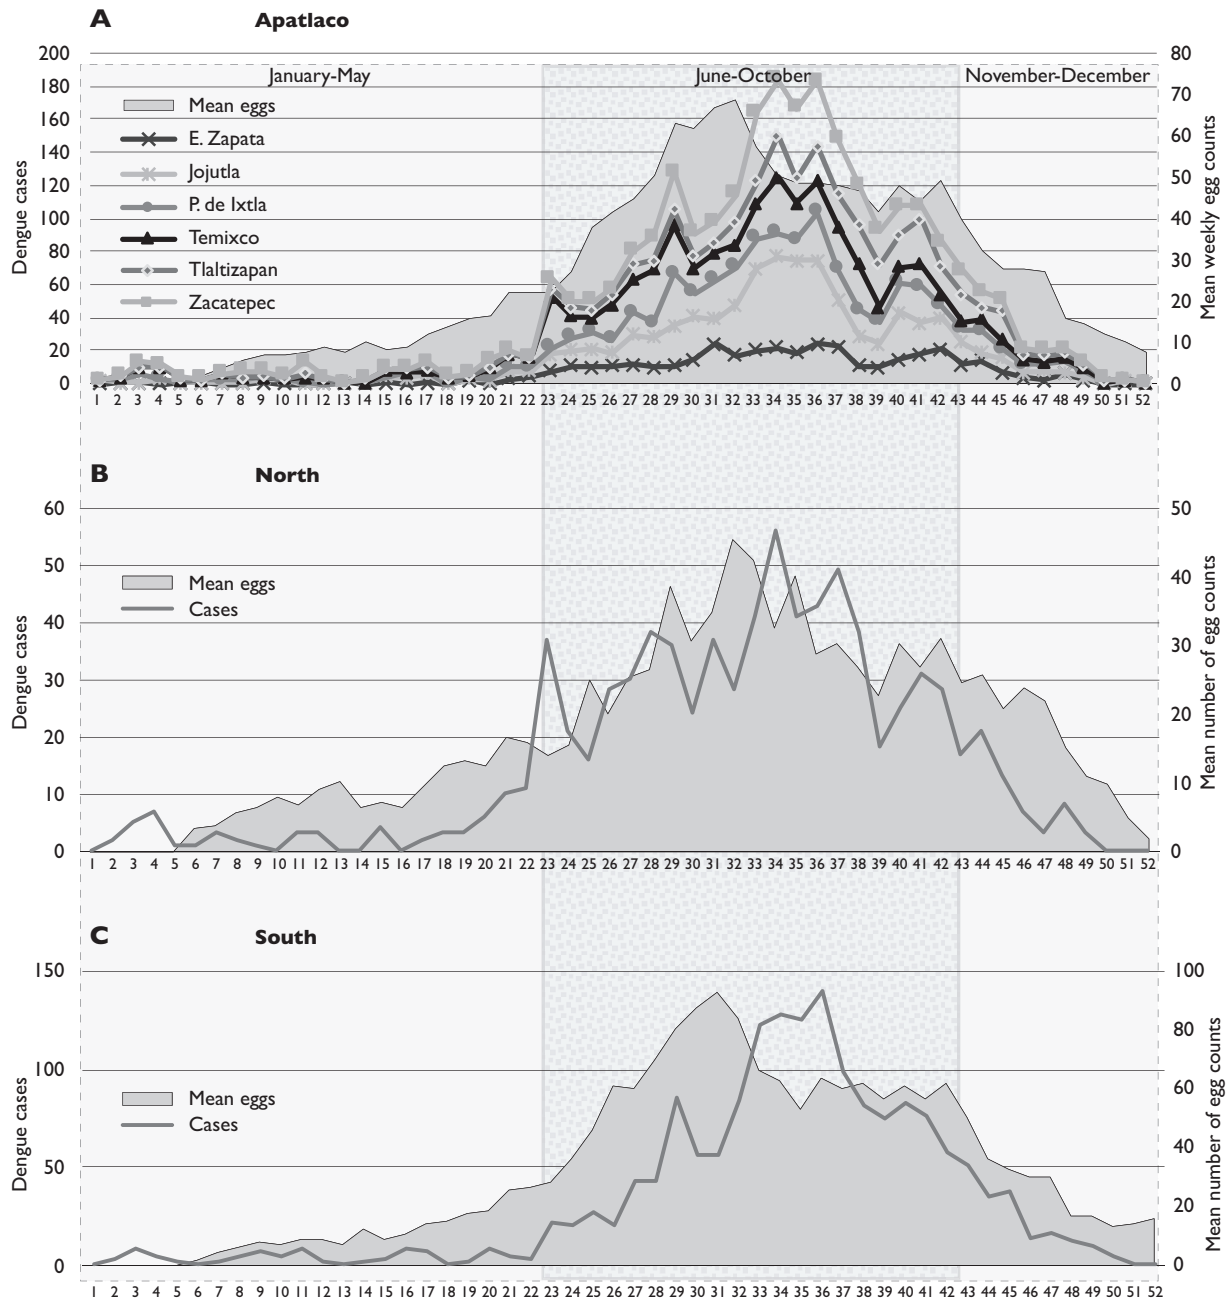 A Apatlaco
200 80
January-May June-October November-December
180 70
Mean eggs
160 60
E. Zapata
140
Jojutla
120 50
P. de Ixtla
100 40
Temixco
80 30
Tlaltizapan
60
Zacatepec
40 20
20 10
0 0
Dengue cases
Mean weekly egg counts
1 2 3 4 5 6 7 8 9 10 11 12 13 14 15 16 17 18 19 20 21 22 23 24 25 26 27 28 29 30 31 32 33 34 35 36 37 38 39 40 41 42 43 44 45 46 47 48 49 50 51 52
B North
60 50
50
40
Mean eggs
Cases
40
30
30
20
20
10
10
0 0
Dengue cases
Mean number of egg counts
1 2 3 4 5 6 7 8 9 10 11 12 13 14 15 16 17 18 19 20 21 22 23 24 25 26 27 28 29 30 31 32 33 34 35 36 37 38 39 40 41 42 43 44 45 46 47 48 49 50 51 52
C South
150 100
80
100
Mean eggs
60
Cases
40
50
20
0 0
Dengue cases
Mean number of egg counts
1 2 3 4 5 6 7 8 9 10 11 12 13 14 15 16 17 18 19 20 21 22 23 24 25 26 27 28 29 30 31 32 33 34 35 36 37 38 39 40 41 42 43 44 45 46 47 48 49 50 51 52